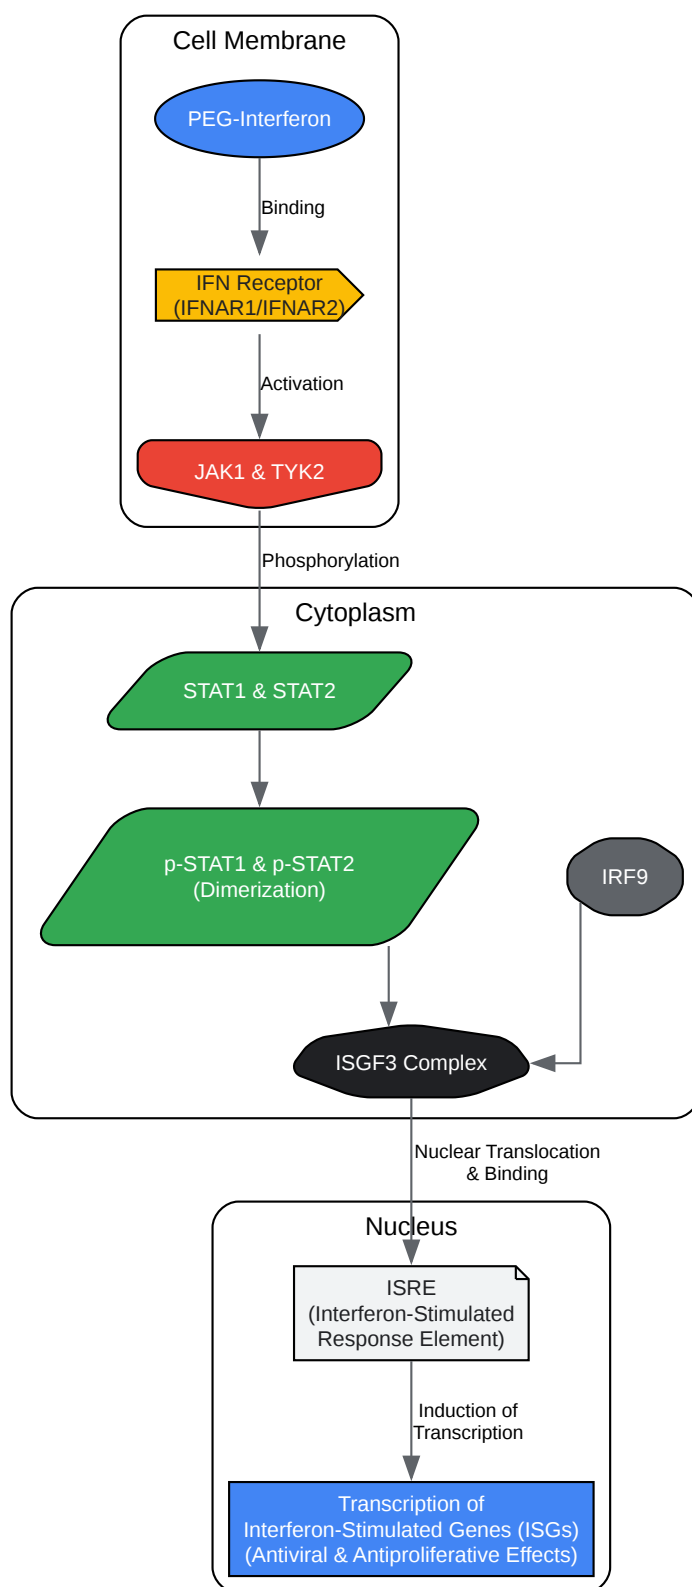 Cell Membrane
PEG-Interferon
Binding
IFN Receptor
(IFNAR1/IFNAR2)
Activation
JAK1 & TYK2
Phosphorylation
Cytoplasm
STAT1 & STAT2
p-STAT1 & p-STAT2
(Dimerization)
IRF9
ISGF3 Complex
Nuclear Translocation
& Binding
Nucleus
ISRE
(Interferon-Stimulated
Response Element)
Induction of
Transcription
Transcription of
Interferon-Stimulated Genes (ISGs)
(Antiviral & Antiproliferative Effects)